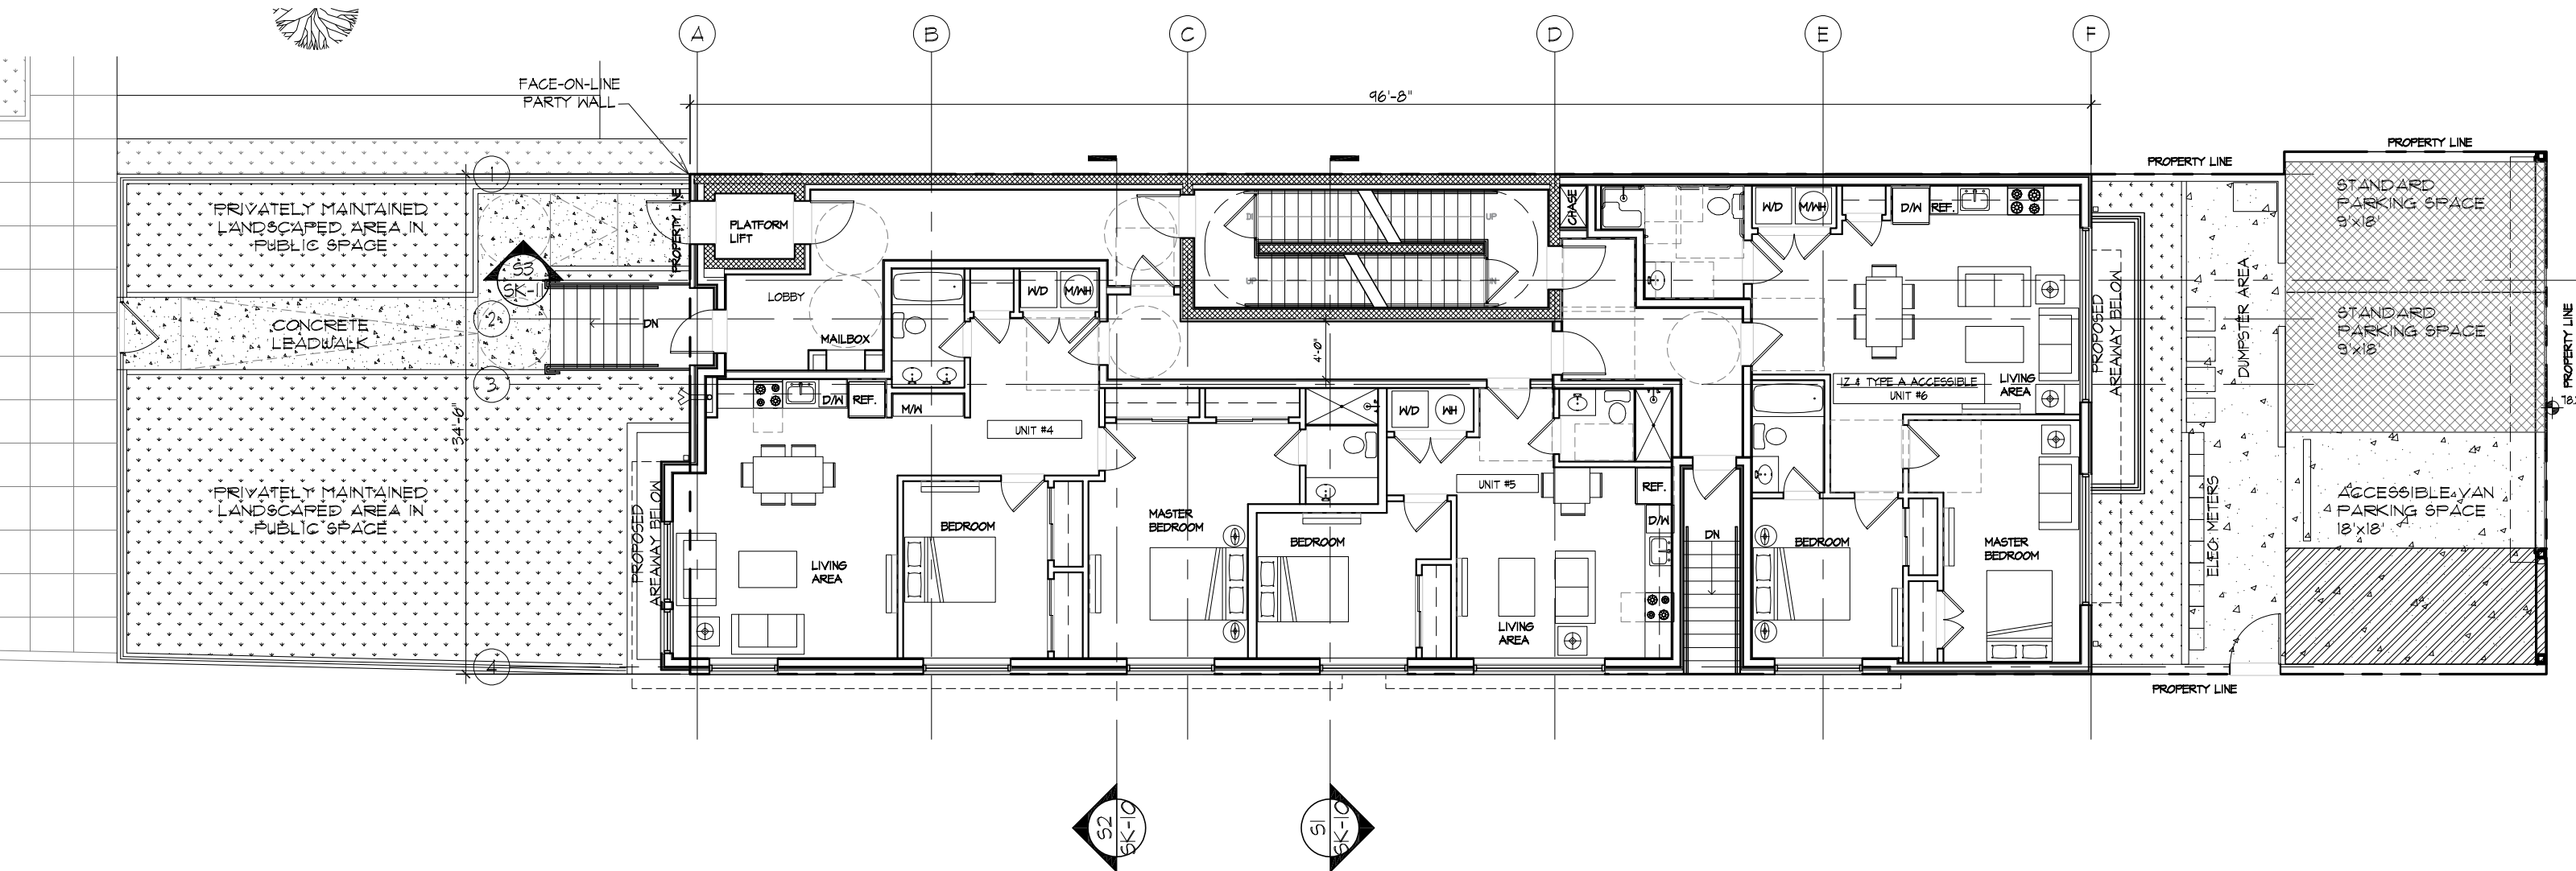 A
B
C
D
E
F
FACE-ON-LINE
PARTY WALL
96'-8"
PROPERTY LINE
PROPERTY LINE
1
PRIVATELY MAINTAINED
LANDSCAPED AREA IN
PUBLIC SPACE
PROPERTY LINE
PLATFORM
LIFT
UP
UP
CHASE
W/D
M/WH
D/W
REF.
STANDARD
PARKING SPACE
9'x18'
S3
SK-11
2
CONCRETE
LEADWALK
DN
LOBBY
MAILBOX
W/D
M/WH
4'-0"
PROPOSED
AREAWAY BELOW
DUMPSTER AREA
STANDARD
PARKING SPACE
9'x18'
PROPERTY LINE
3
34'-6"
D/W
REF.
M/W
UNIT #4
W/D
WH
IZ & TYPE A ACCESSIBLE
UNIT #6
LIVING
AREA
PRIVATELY MAINTAINED
LANDSCAPED AREA IN
PUBLIC SPACE
PROPOSED
AREAWAY BELOW
LIVING
AREA
BEDROOM
MASTER
BEDROOM
BEDROOM
UNIT #5
REF.
D/W
LIVING
AREA
DN
BEDROOM
MASTER
BEDROOM
ELEC. METERS
ACCESSIBLE VAN
PARKING SPACE
18'x18'
4
PROPERTY LINE
S2
SK-10
S1
SK-10